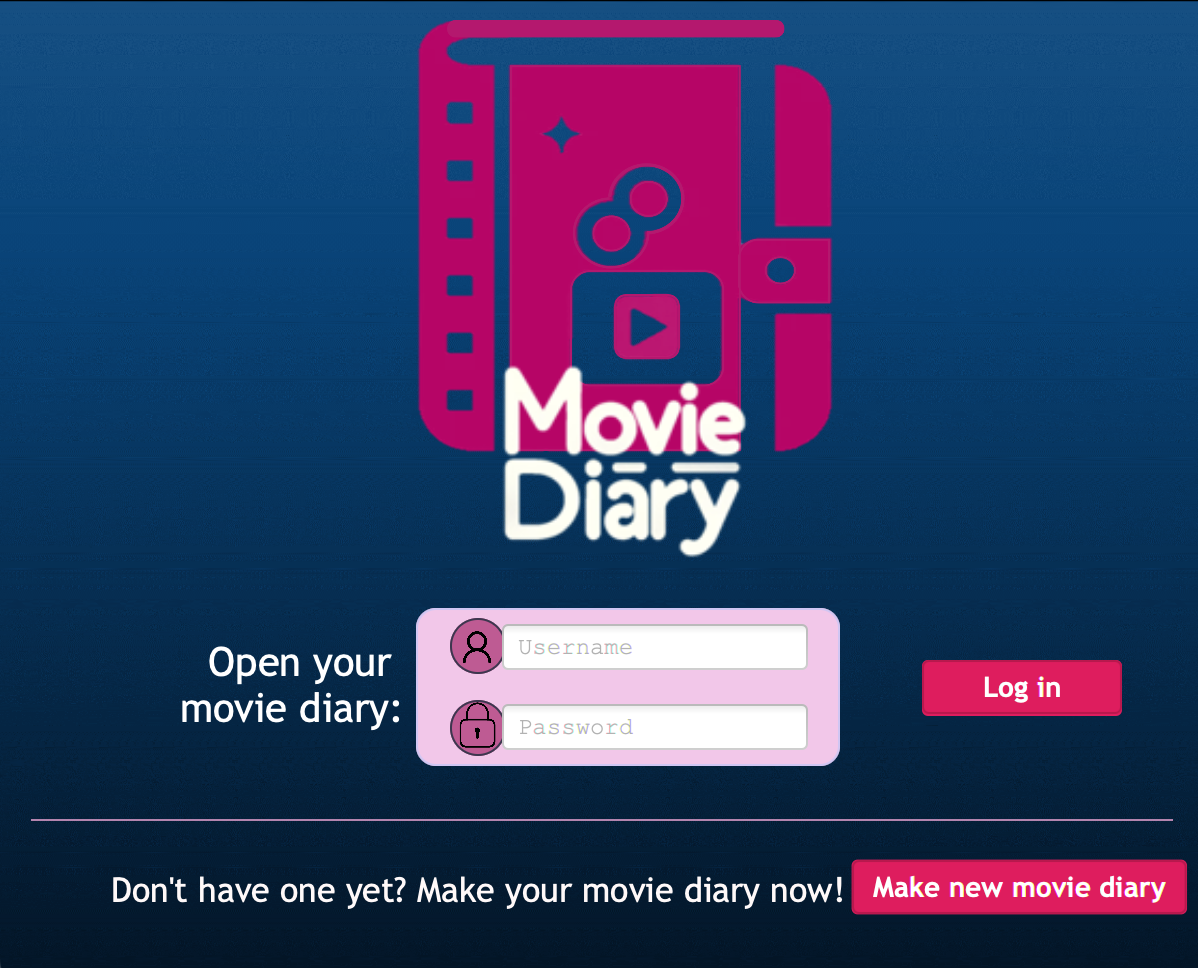 Movie
Diary
Open your
movie diary:
Username
Password
Log in
Don't have one yet? Make your movie diary now!
Make new movie diary